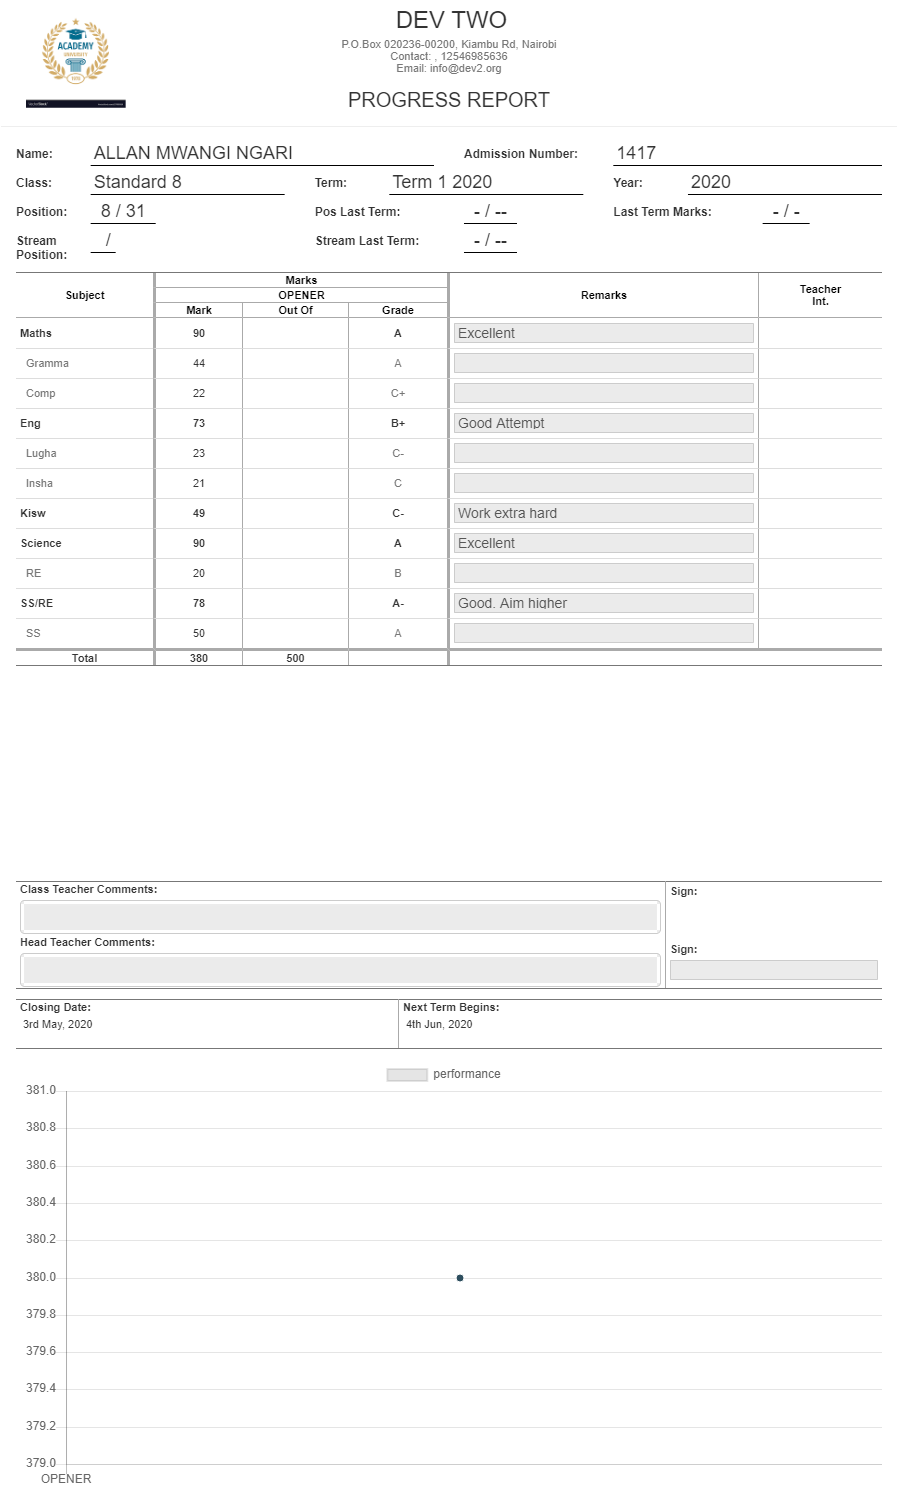 DEV TWO
P.O.Box 020236-00200, Kiambu Rd, Nairobi
Contact: , 12546985636
Email: info@dev2.org
PROGRESS REPORT
ACADEMY
UNIVERSITY
Name: ALLAN MWANGI NGARI Admission Number: 1417
Class: Standard 8 Term: Term 1 2020 Year: 2020
Position: 8 / 31 Pos Last Term: - / -- Last Term Marks: - / -
Stream Position: / Stream Last Term: - / --
Subject Marks Remarks Teacher Int.
OPENER
Mark Out Of Grade
Maths 90 A Excellent
Gramma 44 A
Comp 22 C+
Eng 73 B+ Good Attempt
Lugha 23 C-
Insha 21 C
Kisw 49 C- Work extra hard
Science 90 A Excellent
RE 20 B
SS/RE 78 A- Good. Aim higher
SS 50 A
Total 380 500
Class Teacher Comments: Sign:
Head Teacher Comments: Sign:
Closing Date: Next Term Begins:
3rd May, 2020 4th Jun, 2020
performance
381.0
380.8
380.6
380.4
380.2
380.0
379.8
379.6
379.4
379.2
379.0
OPENER